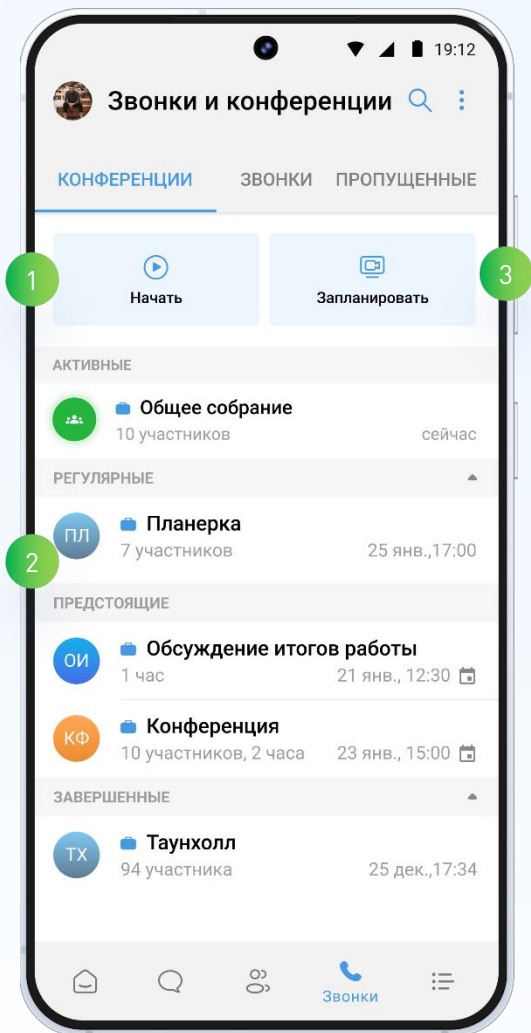 19:12
Звонки и конференции
КОНФЕРЕНЦИИ ЗВОНКИ ПРОПУЩЕННЫЕ
1
3
Начать Запланировать
АКТИВНЫЕ
Общее собрание
10 участников сейчас
РЕГУЛЯРНЫЕ
ПЛ
Планерка
7 участников 25 янв.,17:00
2
ПРЕДСТОЯЩИЕ
ОИ
Обсуждение итогов работы
1 час 21 янв., 12:30
КФ
Конференция
10 участников, 2 часа 23 янв., 15:00
ЗАВЕРШЕННЫЕ
ТХ
Таунхолл
94 участника 25 дек.,17:34
Звонки